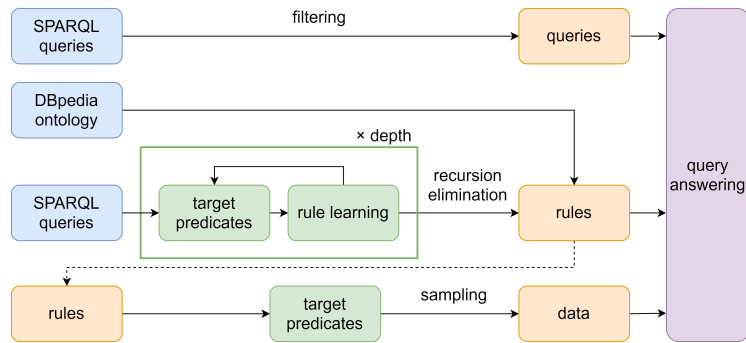 SPARQL
queries
filtering
queries
DBpedia
ontology
× depth
SPARQL
queries
target
predicates
rule learning
recursion
elimination
rules
query
answering
rules
target
predicates
sampling
data